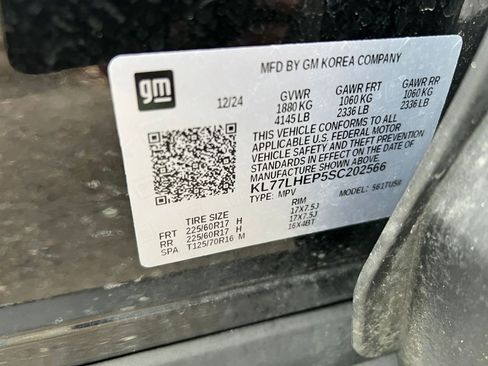 gm
MFD BY GM KOREA COMPANY
12/24
GVWR GAWR FRT GAWR RR
1880 KG 1060 KG 1060 KG
4145 LB 2336 LB 2336 LB
THIS VEHICLE CONFORMS TO ALL
APPLICABLE U.S. FEDERAL MOTOR
VEHICLE SAFETY AND THEFT PREVENTION
STANDARDS IN EFFECT ON THE DATE OF
MANUFACTURE SHOWN ABOVE.
KL77LHEP5SC202566
TYPE: MPV MODEL:
TIRE SIZE RIM
FRT 225/60R17 H 17X7.5J
RR 225/60R17 H 17X7.5J
SPA T125/70R16 M 16X4BT